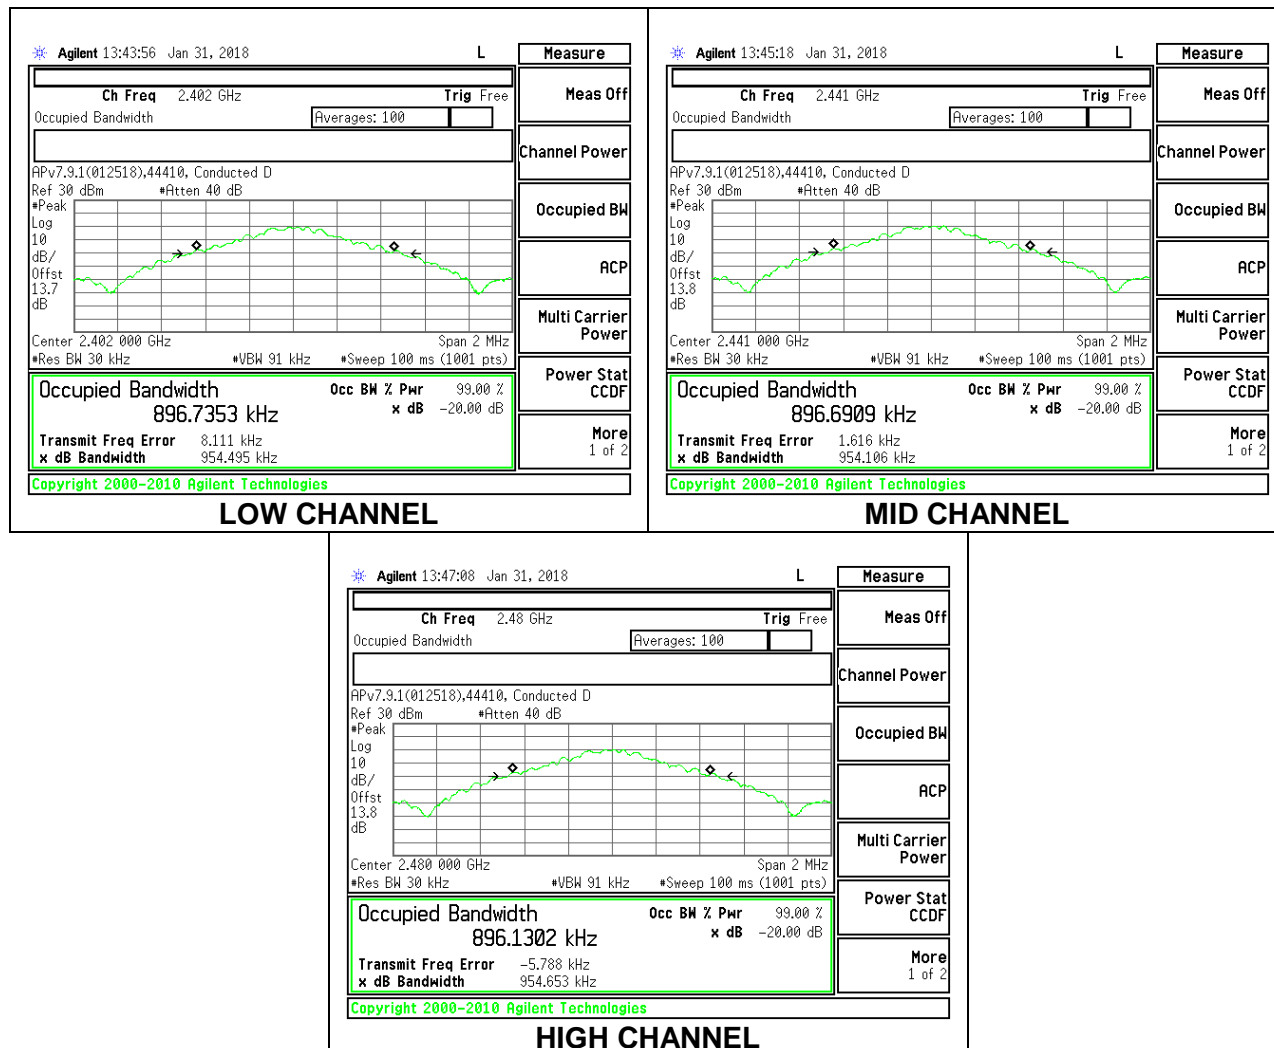 Agilent 13:43:56 Jan 31, 2018 L Measure
Ch Freq 2.402 GHz Trig Free
Occupied Bandwidth Averages: 100
APv7.9.1(012518),44410, Conducted D
Ref 30 dBm #Atten 40 dB
#Peak
Log
10
dB/
Offst
13.7
dB
Center 2.402 000 GHz Span 2 MHz
#Res BW 30 kHz #VBW 91 kHz #Sweep 100 ms (1001 pts)
Occupied Bandwidth Occ BW % Pwr 99.00 %
896.7353 kHz x dB -20.00 dB
Transmit Freq Error 8.111 kHz
x dB Bandwidth 954.495 kHz
Meas Off
Channel Power
Occupied BW
ACP
Multi Carrier
Power
Power Stat
CCDF
More
1 of 2
Copyright 2000-2010 Agilent Technologies
LOW CHANNEL
Agilent 13:45:18 Jan 31, 2018 L Measure
Ch Freq 2.441 GHz Trig Free
Occupied Bandwidth Averages: 100
APv7.9.1(012518),44410, Conducted D
Ref 30 dBm #Atten 40 dB
#Peak
Log
10
dB/
Offst
13.8
dB
Center 2.441 000 GHz Span 2 MHz
#Res BW 30 kHz #VBW 91 kHz #Sweep 100 ms (1001 pts)
Occupied Bandwidth Occ BW % Pwr 99.00 %
896.6909 kHz x dB -20.00 dB
Transmit Freq Error 1.616 kHz
x dB Bandwidth 954.106 kHz
Meas Off
Channel Power
Occupied BW
ACP
Multi Carrier
Power
Power Stat
CCDF
More
1 of 2
Copyright 2000-2010 Agilent Technologies
MID CHANNEL
Agilent 13:47:08 Jan 31, 2018 L Measure
Ch Freq 2.48 GHz Trig Free
Occupied Bandwidth Averages: 100
APv7.9.1(012518),44410, Conducted D
Ref 30 dBm #Atten 40 dB
#Peak
Log
10
dB/
Offst
13.8
dB
Center 2.480 000 GHz Span 2 MHz
#Res BW 30 kHz #VBW 91 kHz #Sweep 100 ms (1001 pts)
Occupied Bandwidth Occ BW % Pwr 99.00 %
896.1302 kHz x dB -20.00 dB
Transmit Freq Error -5.788 kHz
x dB Bandwidth 954.653 kHz
Meas Off
Channel Power
Occupied BW
ACP
Multi Carrier
Power
Power Stat
CCDF
More
1 of 2
Copyright 2000-2010 Agilent Technologies
HIGH CHANNEL